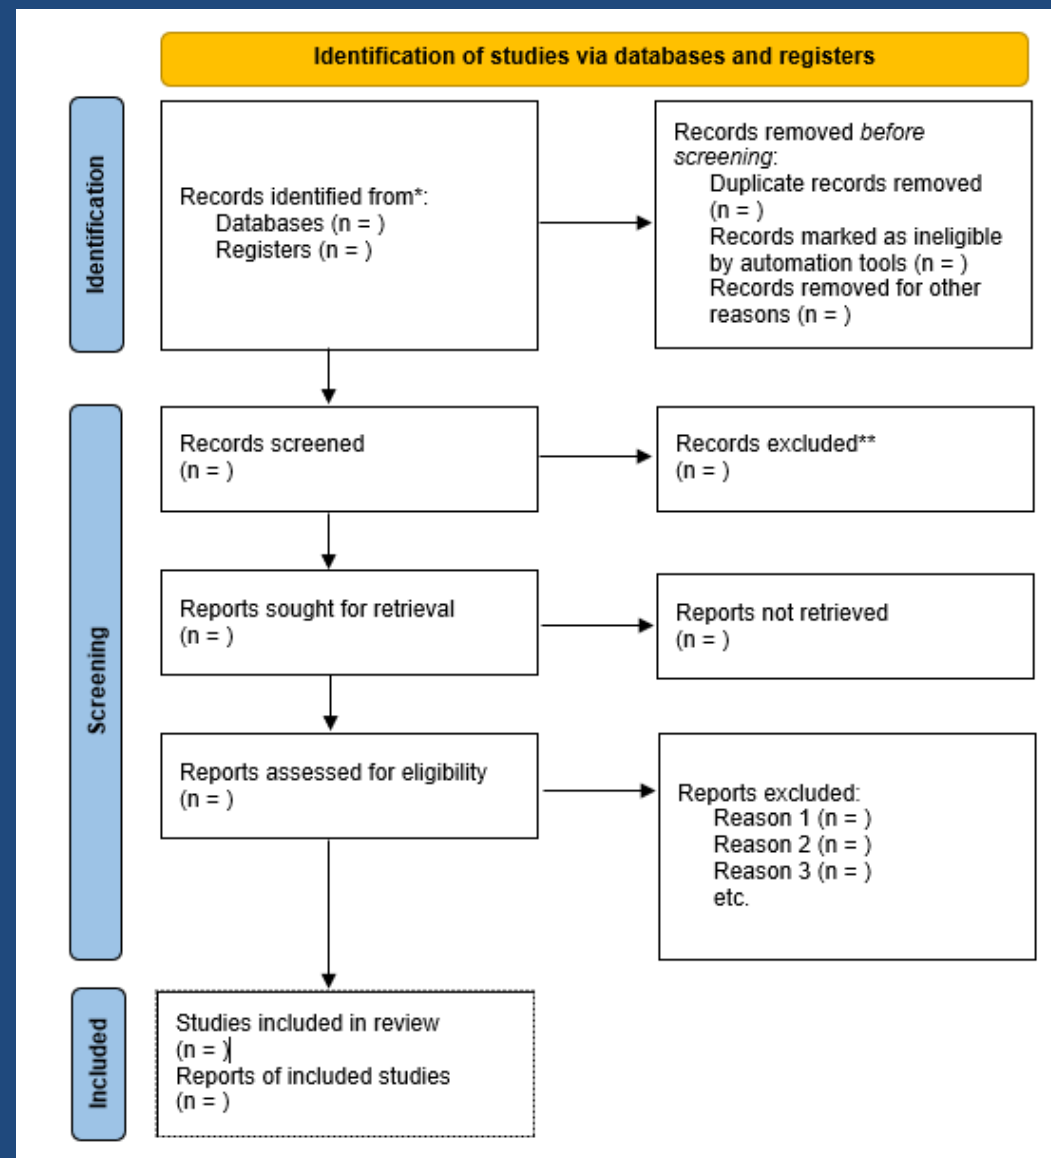 Identification of studies via databases and registers
Identification
Records identified from*:
Databases (n = )
Registers (n = )
Records removed before
screening:
Duplicate records removed
(n = )
Records marked as ineligible
by automation tools (n = )
Records removed for other
reasons (n = )
Screening
Records screened
(n = )
Records excluded**
(n = )
Reports sought for retrieval
(n = )
Reports not retrieved
(n = )
Reports assessed for eligibility
(n = )
Reports excluded:
Reason 1 (n = )
Reason 2 (n = )
Reason 3 (n = )
etc.
Included
Studies included in review
(n = )
Reports of included studies
(n = )